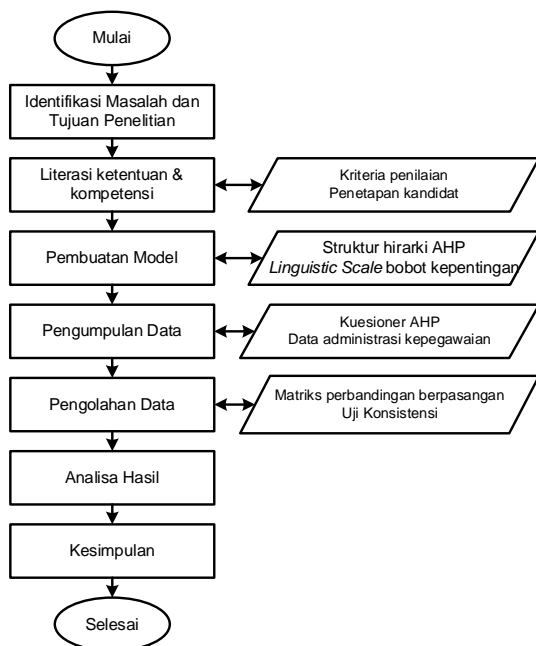 Mulai
Identifikasi Masalah dan
Tujuan Penelitian
Literasi ketentuan &
kompetensi
Kriteria penilaian
Penetapan kandidat
Pembuatan Model
Struktur hirarki AHP
Linguistic Scale bobot kepentingan
Pengumpulan Data
Kuesioner AHP
Data administrasi kepegawaian
Pengolahan Data
Matriks perbandingan berpasangan
Uji Konsistensi
Analisa Hasil
Kesimpulan
Selesai